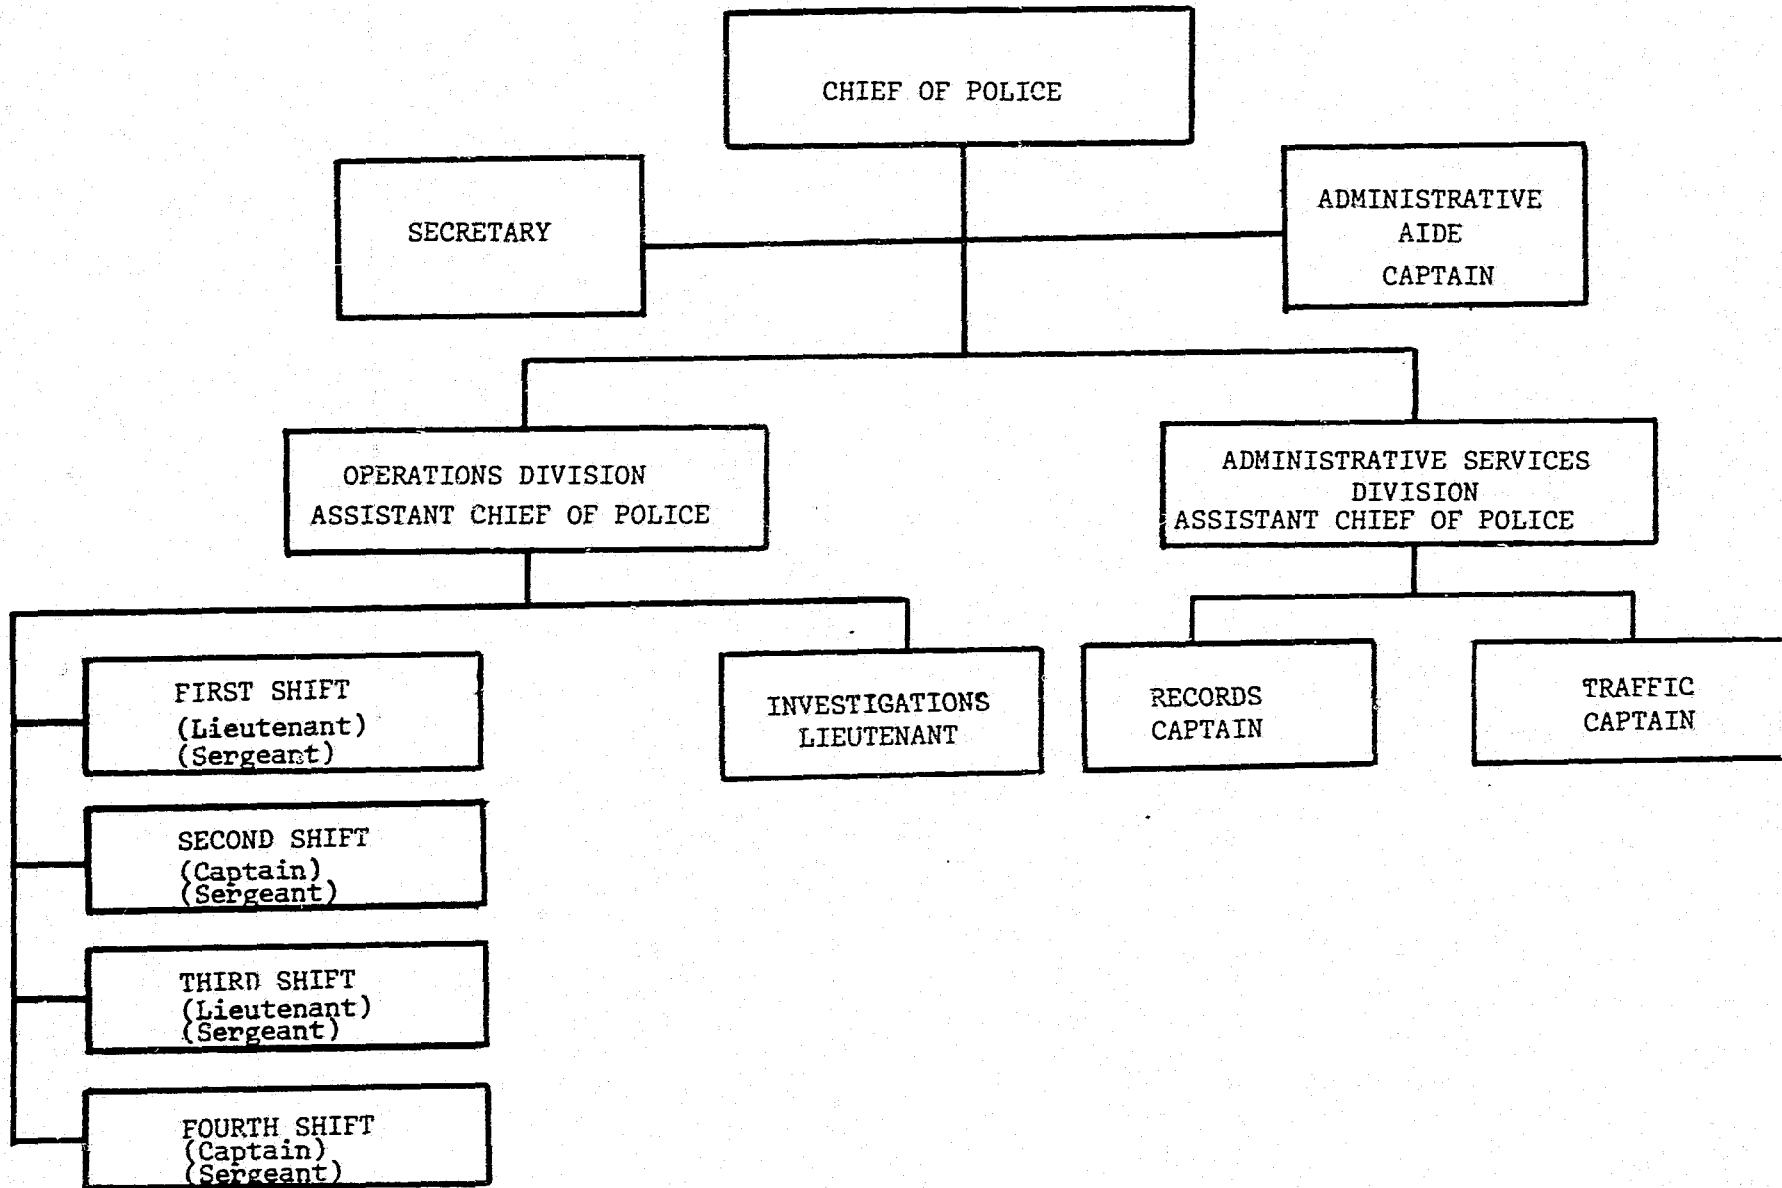 CHIEF OF POLICE
SECRETARY
ADMINISTRATIVE
AIDE
CAPTAIN
OPERATIONS DIVISION
ASSISTANT CHIEF OF POLICE
ADMINISTRATIVE SERVICES
DIVISION
ASSISTANT CHIEF OF POLICE
FIRST SHIFT
(Lieutenant)
(Sergeant)
INVESTIGATIONS
LIEUTENANT
RECORDS
CAPTAIN
TRAFFIC
CAPTAIN
SECOND SHIFT
(Captain)
(Sergeant)
THIRD SHIFT
(Lieutenant)
(Sergeant)
FOURTH SHIFT
(Captain)
(Sergeant)